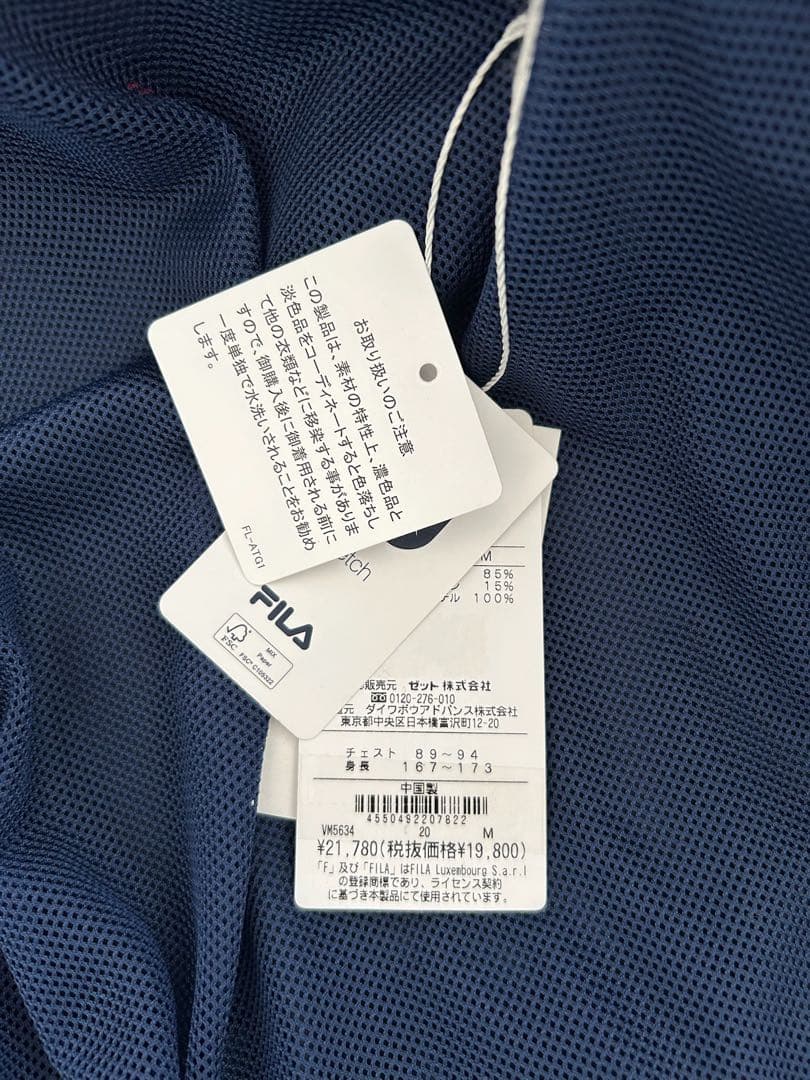 お取り扱いのご注意
この製品は、素材の特性上、濃色品と
淡色品をコーディネートすると色落ちし
て他の衣類などに移染する事がありま
すので、御購入後に御着用される前に
一度単独で水洗いされることをお勧め
します。
FL-ATG1
etch
FILA
FSC
MIX
Paper
FSC® C105322
M
85%
15%
100%
販売元 ゼット株式会社
0120-276-010
元 ダイワボウアドバンス株式会社
東京都中央区日本橋富沢町12-20
チェスト 89~94
身長 167~173
中国製
4550492207822
VM5634 20 M
¥21,780(税抜価格¥19,800)
「F」及び「FILA」はFILA Luxembourg S.a.r.l
の登録商標であり、ライセンス契約
に基づき本製品にて使用されています。